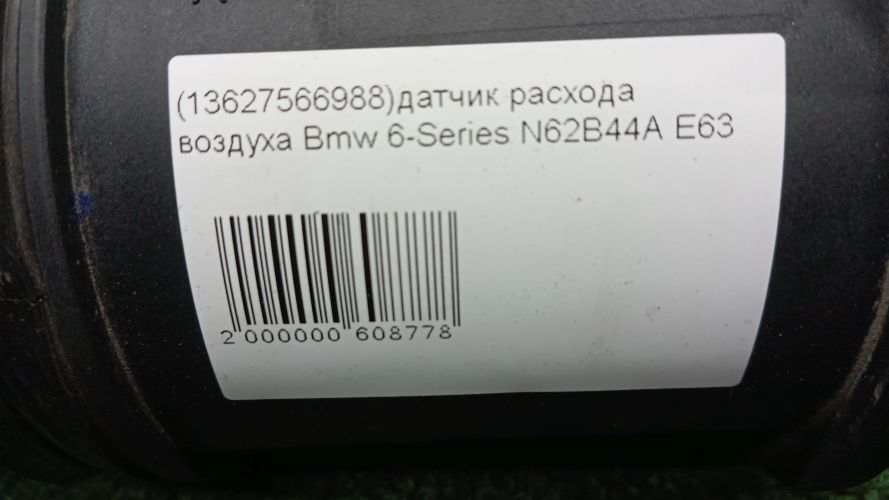 (13627566988)датчик расхода
воздуха Bmw 6-Series N62B44A E63
2 000000 608778